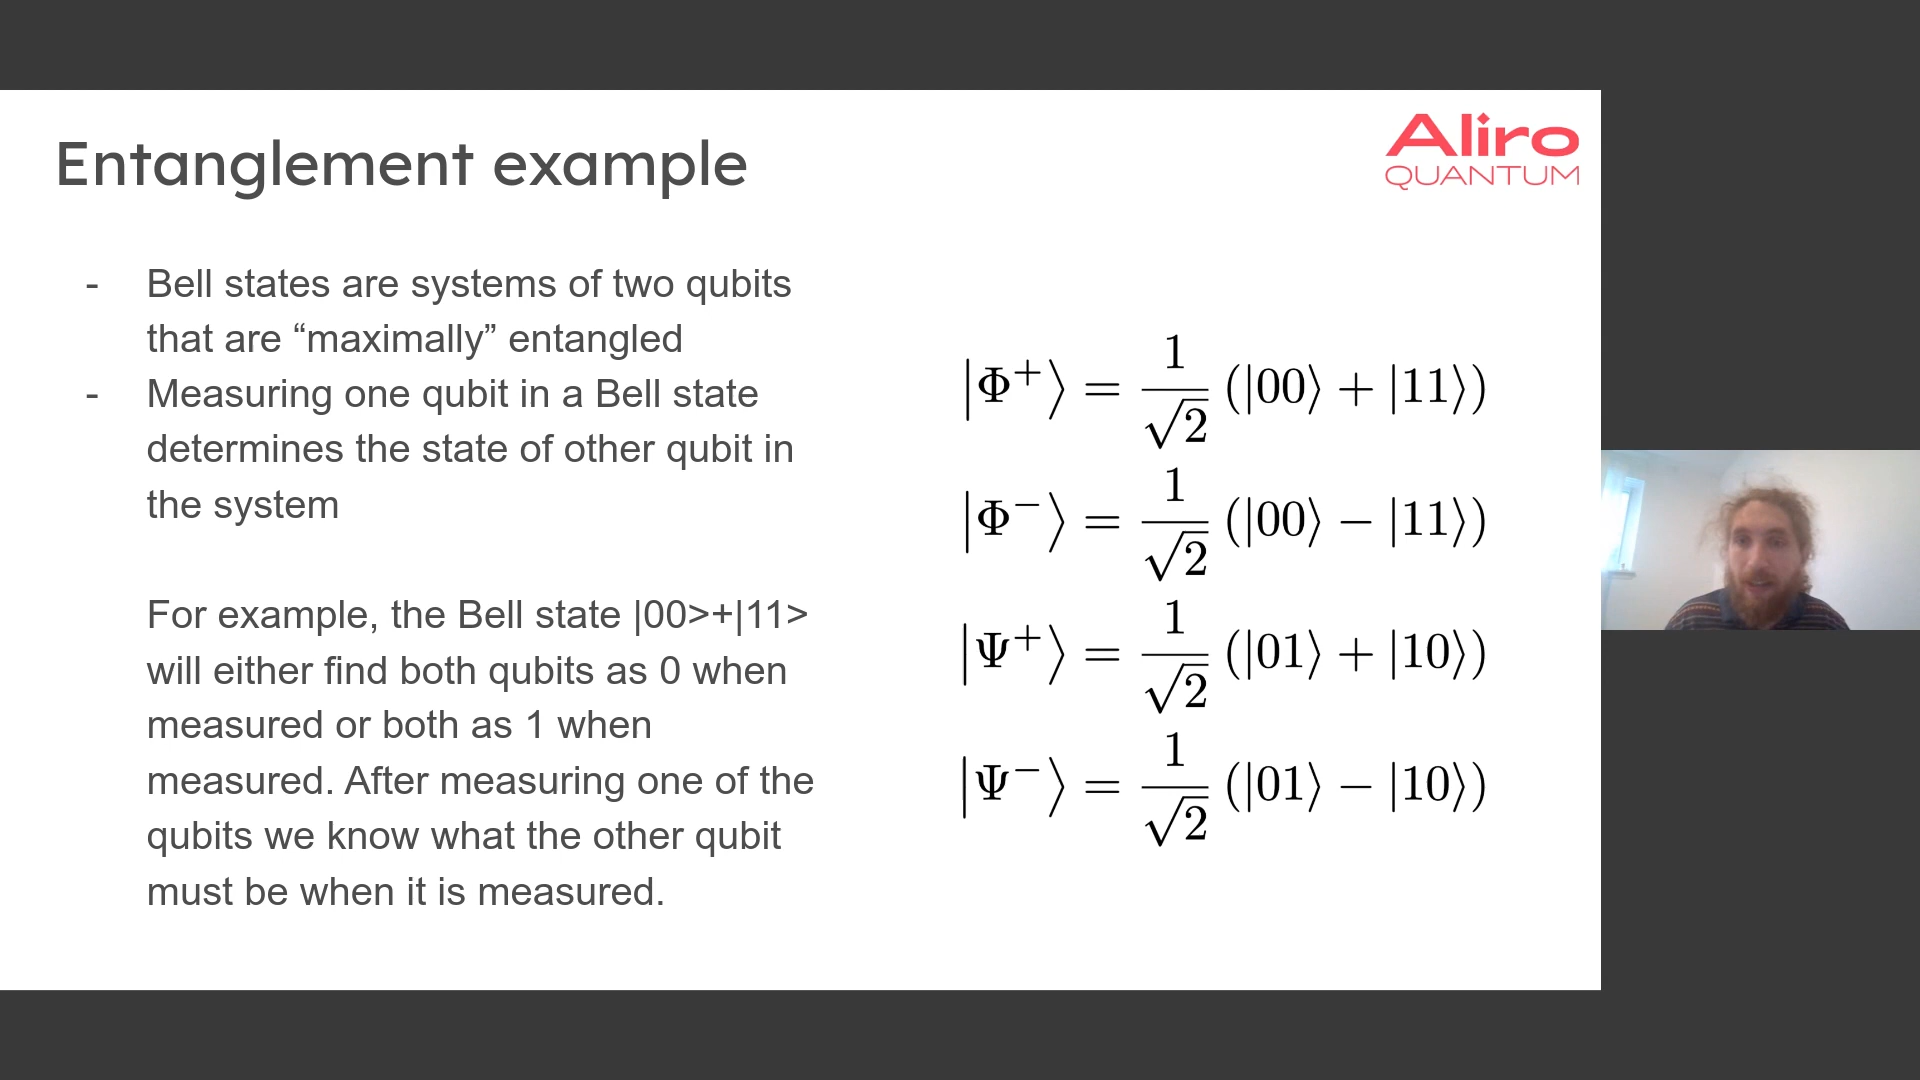 Entanglement example
Aliro
QUANTUM
- Bell states are systems of two qubits
that are “maximally” entangled
- Measuring one qubit in a Bell state
determines the state of other qubit in
the system
For example, the Bell state |00>+|11>
will either find both qubits as 0 when
measured or both as 1 when
measured. After measuring one of the
qubits we know what the other qubit
must be when it is measured.
|Φ⁺⟩ = 1/√2 (|00⟩ + |11⟩)
|Φ⁻⟩ = 1/√2 (|00⟩ − |11⟩)
|Ψ⁺⟩ = 1/√2 (|01⟩ + |10⟩)
|Ψ⁻⟩ = 1/√2 (|01⟩ − |10⟩)